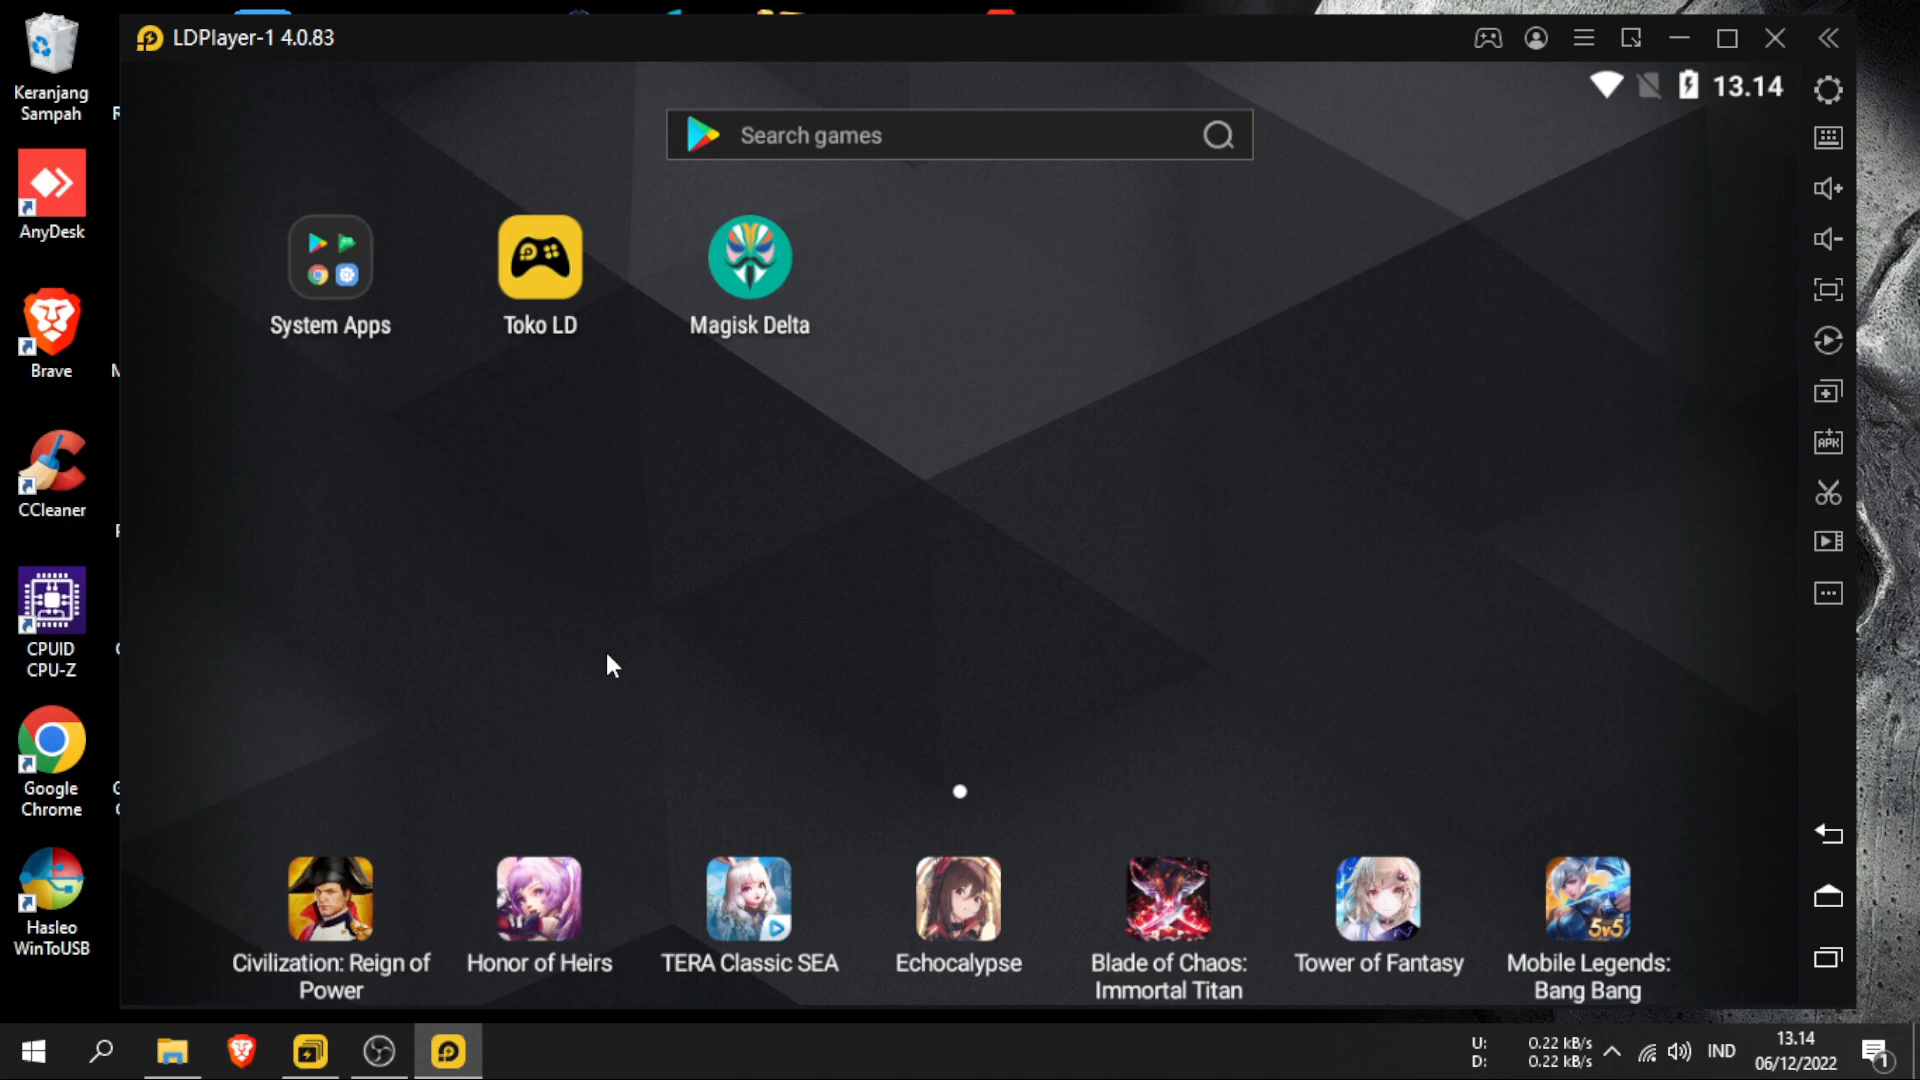 LDPlayer-1 4.0.83
13.14
Search games
System Apps
Toko LD
Magisk Delta
Keranjang
Sampah
AnyDesk
Brave
CCleaner
CPUID
CPU-Z
Google
Chrome
Hasleo
WinToUSB
APK
5v5
Civilization: Reign of
Power
Honor of Heirs
TERA Classic SEA
Echocalypse
Blade of Chaos:
Immortal Titan
Tower of Fantasy
Mobile Legends:
Bang Bang
U: 0.22 kB/s
D: 0.22 kB/s
IND
13.14
06/12/2022
1